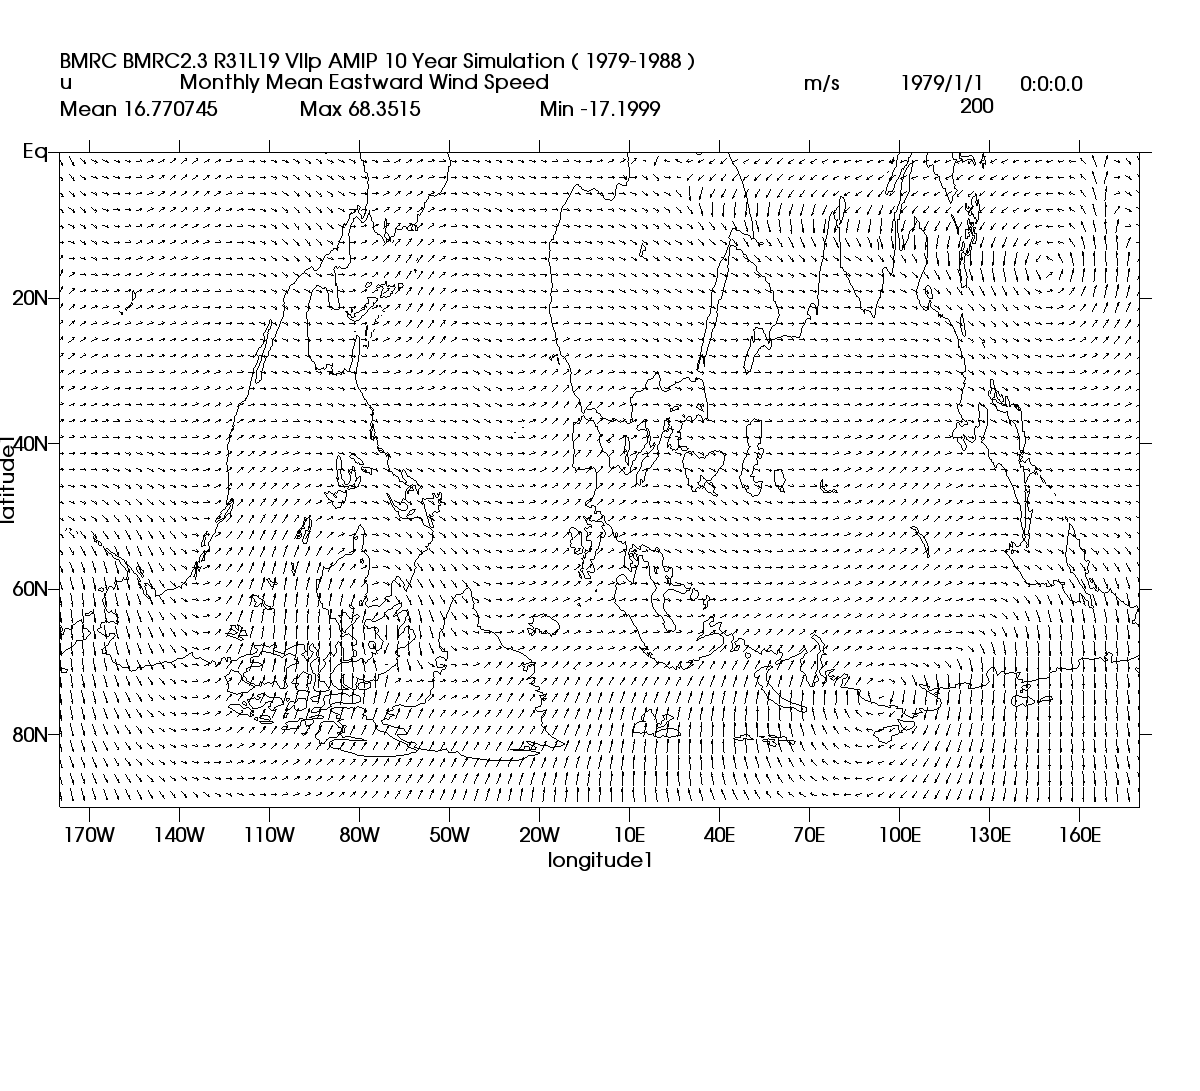 BMRC BMRC2.3 R31L19 VIIp AMIP 10 Year Simulation ( 1979-1988 )
u Monthly Mean Eastward Wind Speed m/s 1979/1/1 0:0:0.0
200
Mean 16.770745 Max 68.3515 Min -17.1999
Eq
20N
40N
60N
80N
latitude1
170W 140W 110W 80W 50W 20W 10E 40E 70E 100E 130E 160E
longitude1